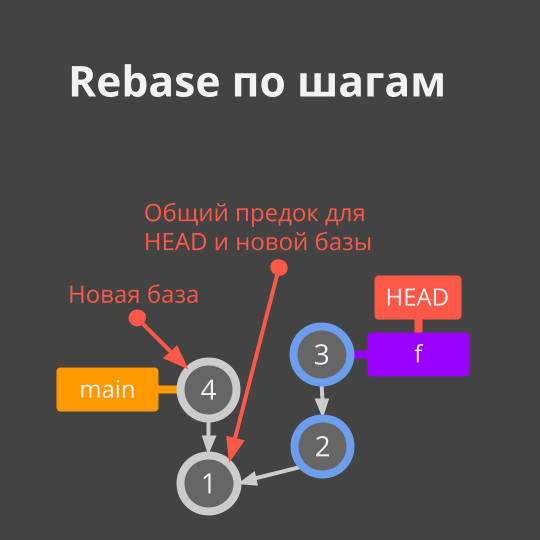 Rebase по шагам
Общий предок для
HEAD и новой базы
Новая база
HEAD
3
f
main
4
2
1